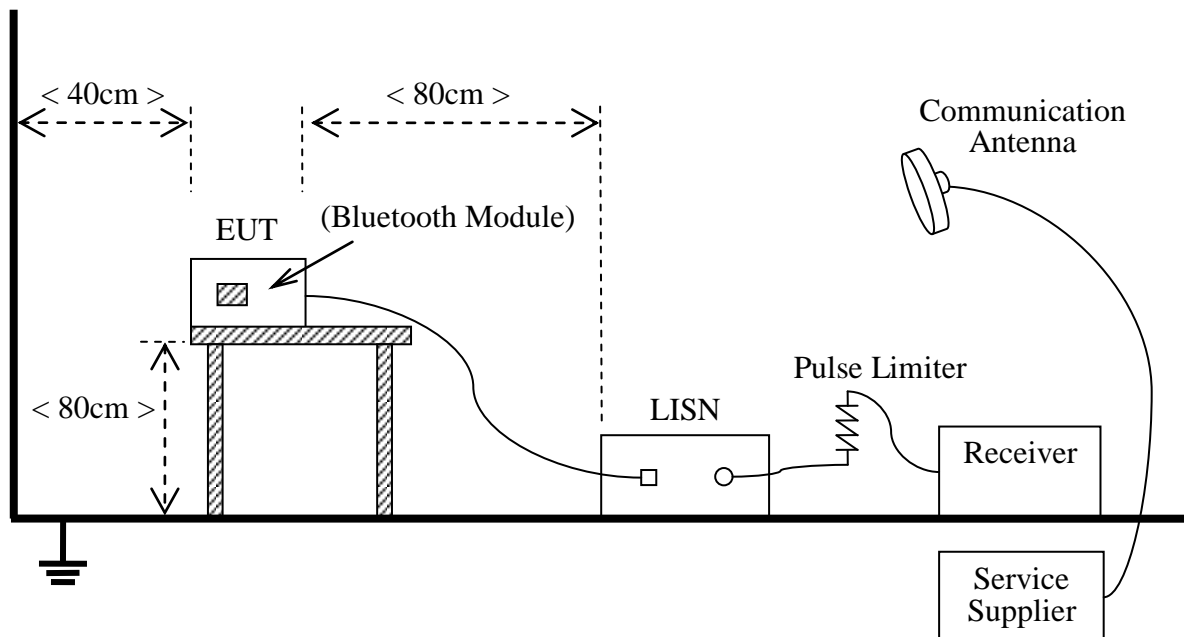 < 40cm >
< 80cm >
Communication
Antenna
(Bluetooth Module)
EUT
Pulse Limiter
< 80cm >
LISN
Receiver
Service
Supplier